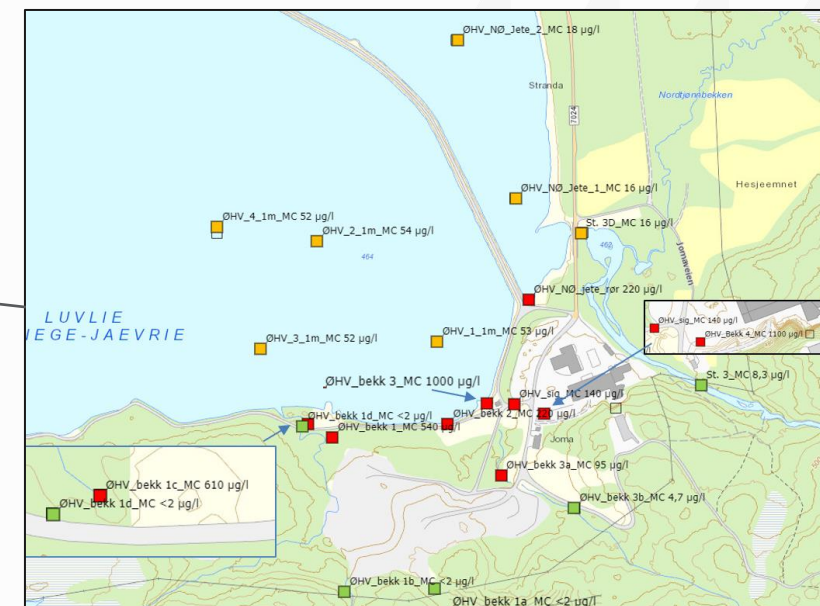 ØHV_NØ_Jete_2_MC 18 µg/l
Stranda
Nordtjønnbekken
7024
Hesjeemnet
ØHV_NØ_Jete_1_MC 16 µg/l
ØHV_4_1m_MC 52 µg/l
St. 3D_MC 16 µg/l
ØHV_2_1m_MC 54 µg/l
462
464
Jomaveien
ØHV_NØ_jete_rør 220 µg/l
LUVLIE
IEGE-JAEVRIE
ØHV_sig_MC 140 µg/l
ØHV_Bekk 4_MC 1100 µg/l
ØHV_1_1m_MC 53 µg/l
ØHV_3_1m_MC 52 µg/l
ØHV_bekk 3_MC 1000 µg/l
St. 3_MC 8,3 µg/l
ØHV_sig_MC 140 µg/l
ØHV_bekk 1d_MC <2 µg/l
ØHV_bekk 2_MC µg/l
ØHV_bekk 1_MC 540 µg/l
Joma
ØHV_bekk 3a_MC 95 µg/l
ØHV_bekk 1c_MC 610 µg/l
ØHV_bekk 1d_MC <2 µg/l
ØHV_bekk 3b_MC 4,7 µg/l
ØHV_bekk 1b_MC <2 µg/l
ØHV_bekk 1a_MC <2 µg/l